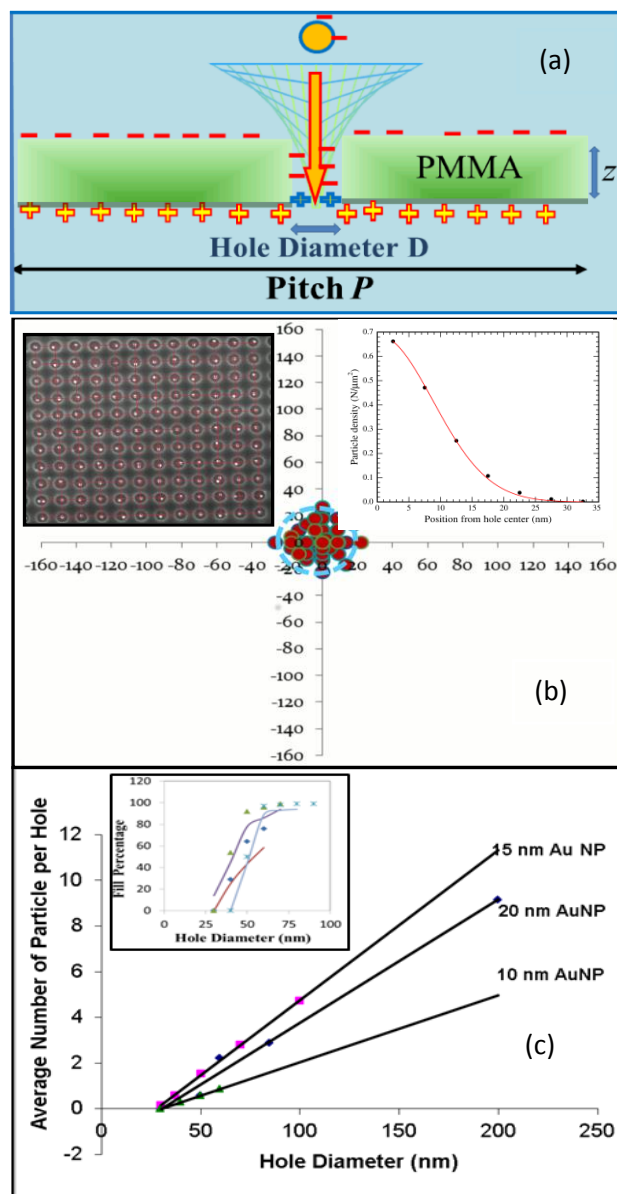 (a)
PMMA
z
Hole Diameter D
Pitch P
160
140
120
100
80
60
40
20
0
-20
-40
-60
-80
-100
-120
-140
-160
-160 -140 -120 -100 -80 -60 -40 -20 0 20 40 60 80 100 120 140 160
0.7
0.6
0.5
0.4
0.3
0.2
0.1
0.0
0 5 10 15 20 25 30 35
Particle density (N/μm²)
Position from hole center (nm)
(b)
120
100
80
60
40
20
0
0 25 50 75 100
Fill Percentage
Hole Diameter (nm)
12
10
8
6
4
2
0
-2
Average Number of Particle per Hole
15 nm Au NP
20 nm AuNP
10 nm AuNP
(c)
0 50 100 150 200 250
Hole Diameter (nm)